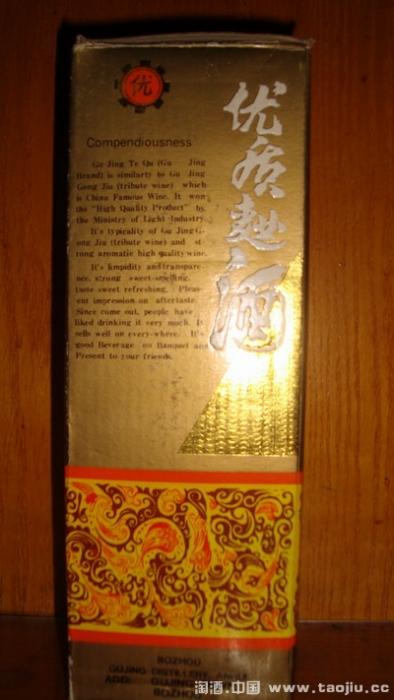 优
优质麯酒
Compendiousness
Gu Jing Te Qu (Gu Jing
Brand) is similarty to Gu Jing
Gong Jiu (tribute wine) which
is China Famous Wine. It won
the "High Quality Product" by
the Ministry of Light Industry.
It's typicality of Gu Jing G-
ong Jiu (tribute wine) and st-
rong aromatic high quality wine.
It's limpidity and transpare-
nce, strong sweet-smelling,
taste sweet refreshing. Pleas-
ent impression on aftertaste.
Since come out, people have
liked drinking it very much. It
sells well on every-where. It's
good Beverage on Banquet and
Present to your friends.
BOZHOU
GUJING DISTILLERY
ADD: GUJING
BOZHOU
淘酒.中国 www.taojiu.cc